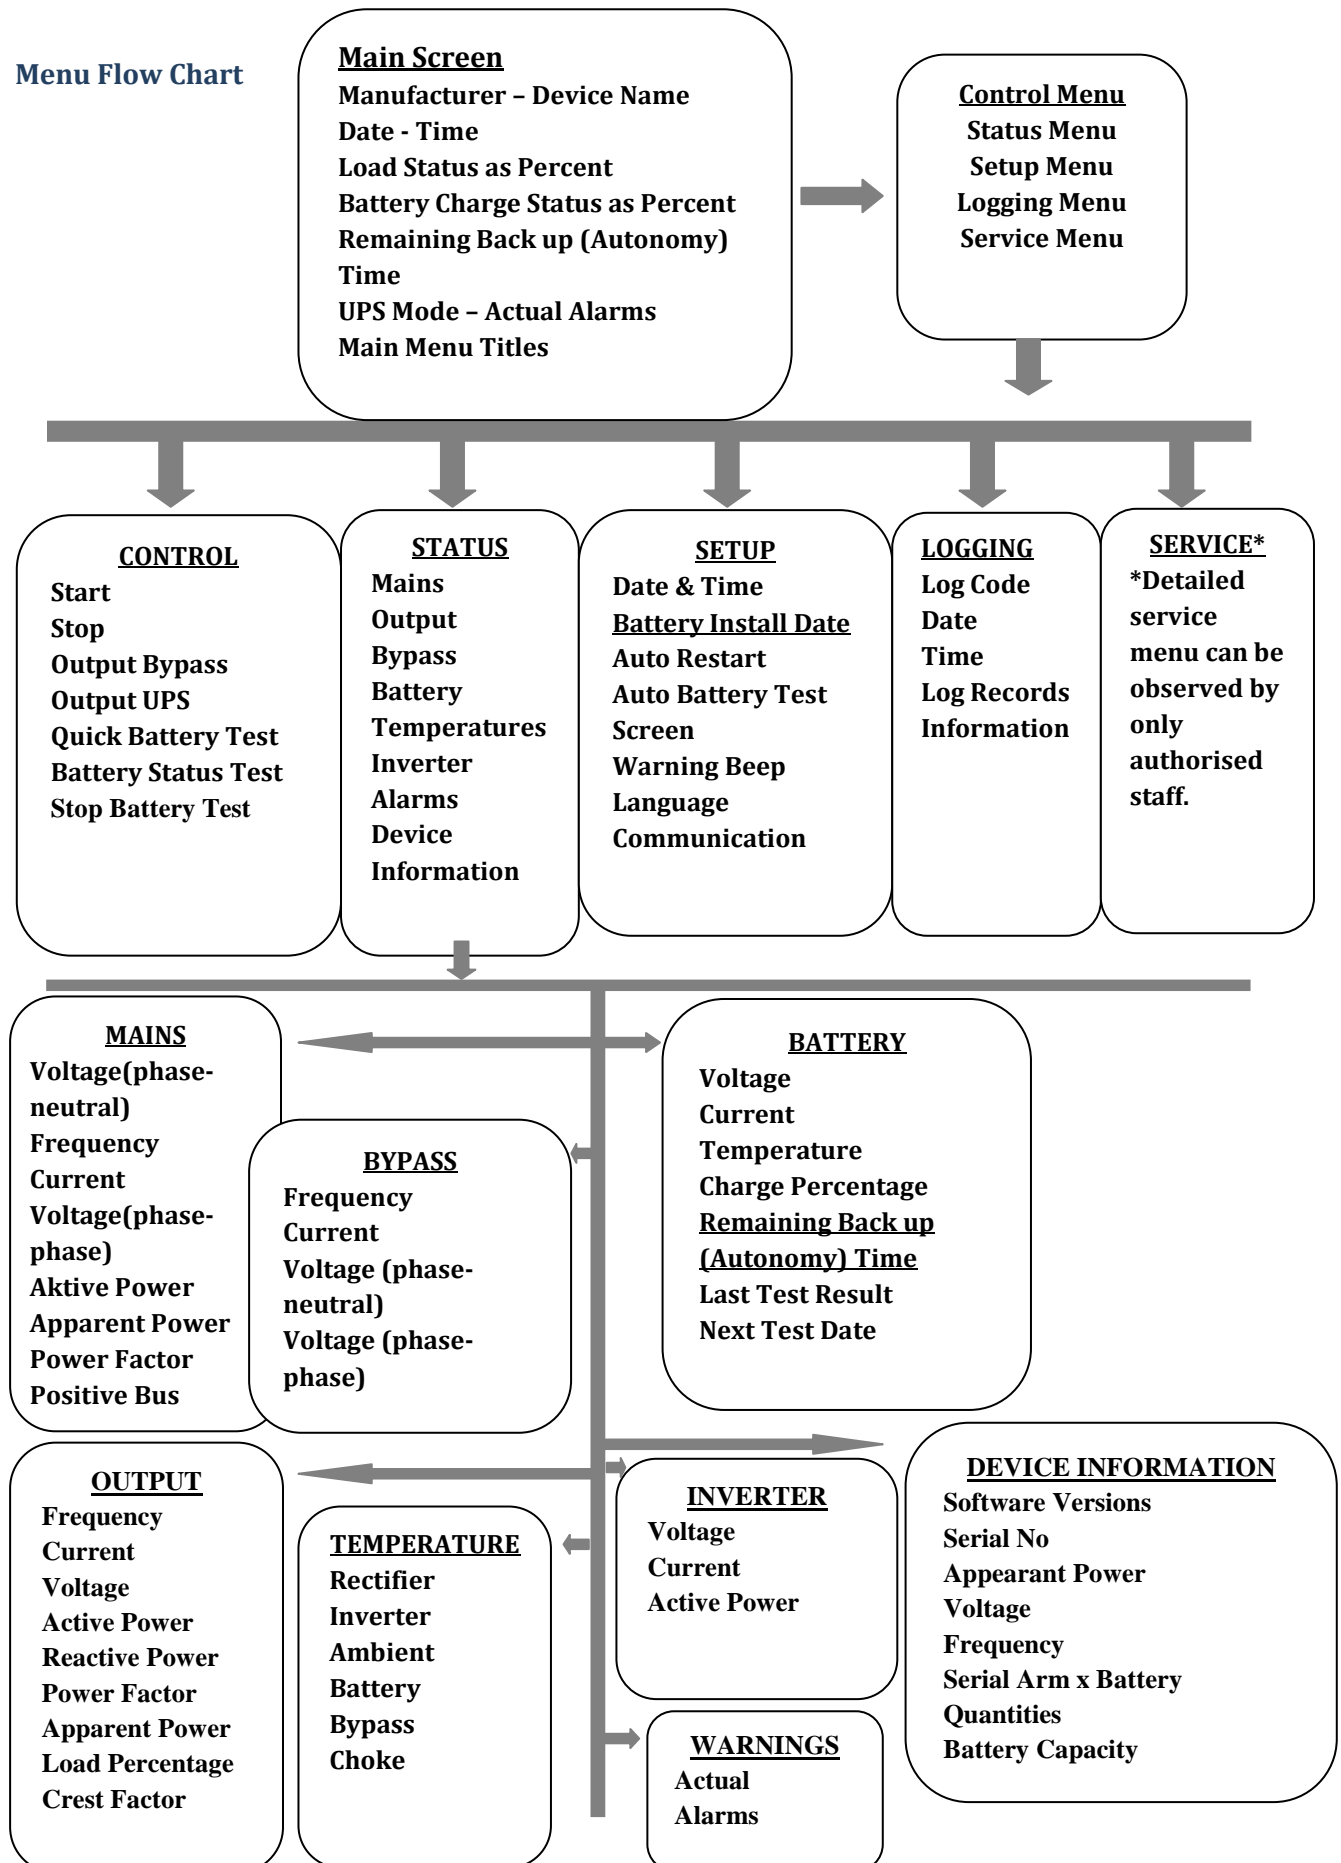 Menu Flow Chart
Main Screen
Manufacturer – Device Name
Date - Time
Load Status as Percent
Battery Charge Status as Percent
Remaining Back up (Autonomy)
Time
UPS Mode – Actual Alarms
Main Menu Titles
Control Menu
Status Menu
Setup Menu
Logging Menu
Service Menu
CONTROL
Start
Stop
Output Bypass
Output UPS
Quick Battery Test
Battery Status Test
Stop Battery Test
STATUS
Mains
Output
Bypass
Battery
Temperatures
Inverter
Alarms
Device
Information
SETUP
Date & Time
Battery Install Date
Auto Restart
Auto Battery Test
Screen
Warning Beep
Language
Communication
LOGGING
Log Code
Date
Time
Log Records
Information
SERVICE*
*Detailed
service
menu can be
observed by
only
authorised
staff.
MAINS
Voltage(phase-
neutral)
Frequency
Current
Voltage(phase-
phase)
Aktive Power
Apparent Power
Power Factor
Positive Bus
BYPASS
Frequency
Current
Voltage (phase-
neutral)
Voltage (phase-
phase)
BATTERY
Voltage
Current
Temperature
Charge Percentage
Remaining Back up
(Autonomy) Time
Last Test Result
Next Test Date
OUTPUT
Frequency
Current
Voltage
Active Power
Reactive Power
Power Factor
Apparent Power
Load Percentage
Crest Factor
TEMPERATURE
Rectifier
Inverter
Ambient
Battery
Bypass
Choke
INVERTER
Voltage
Current
Active Power
WARNINGS
Actual
Alarms
DEVICE INFORMATION
Software Versions
Serial No
Appearant Power
Voltage
Frequency
Serial Arm x Battery
Quantities
Battery Capacity